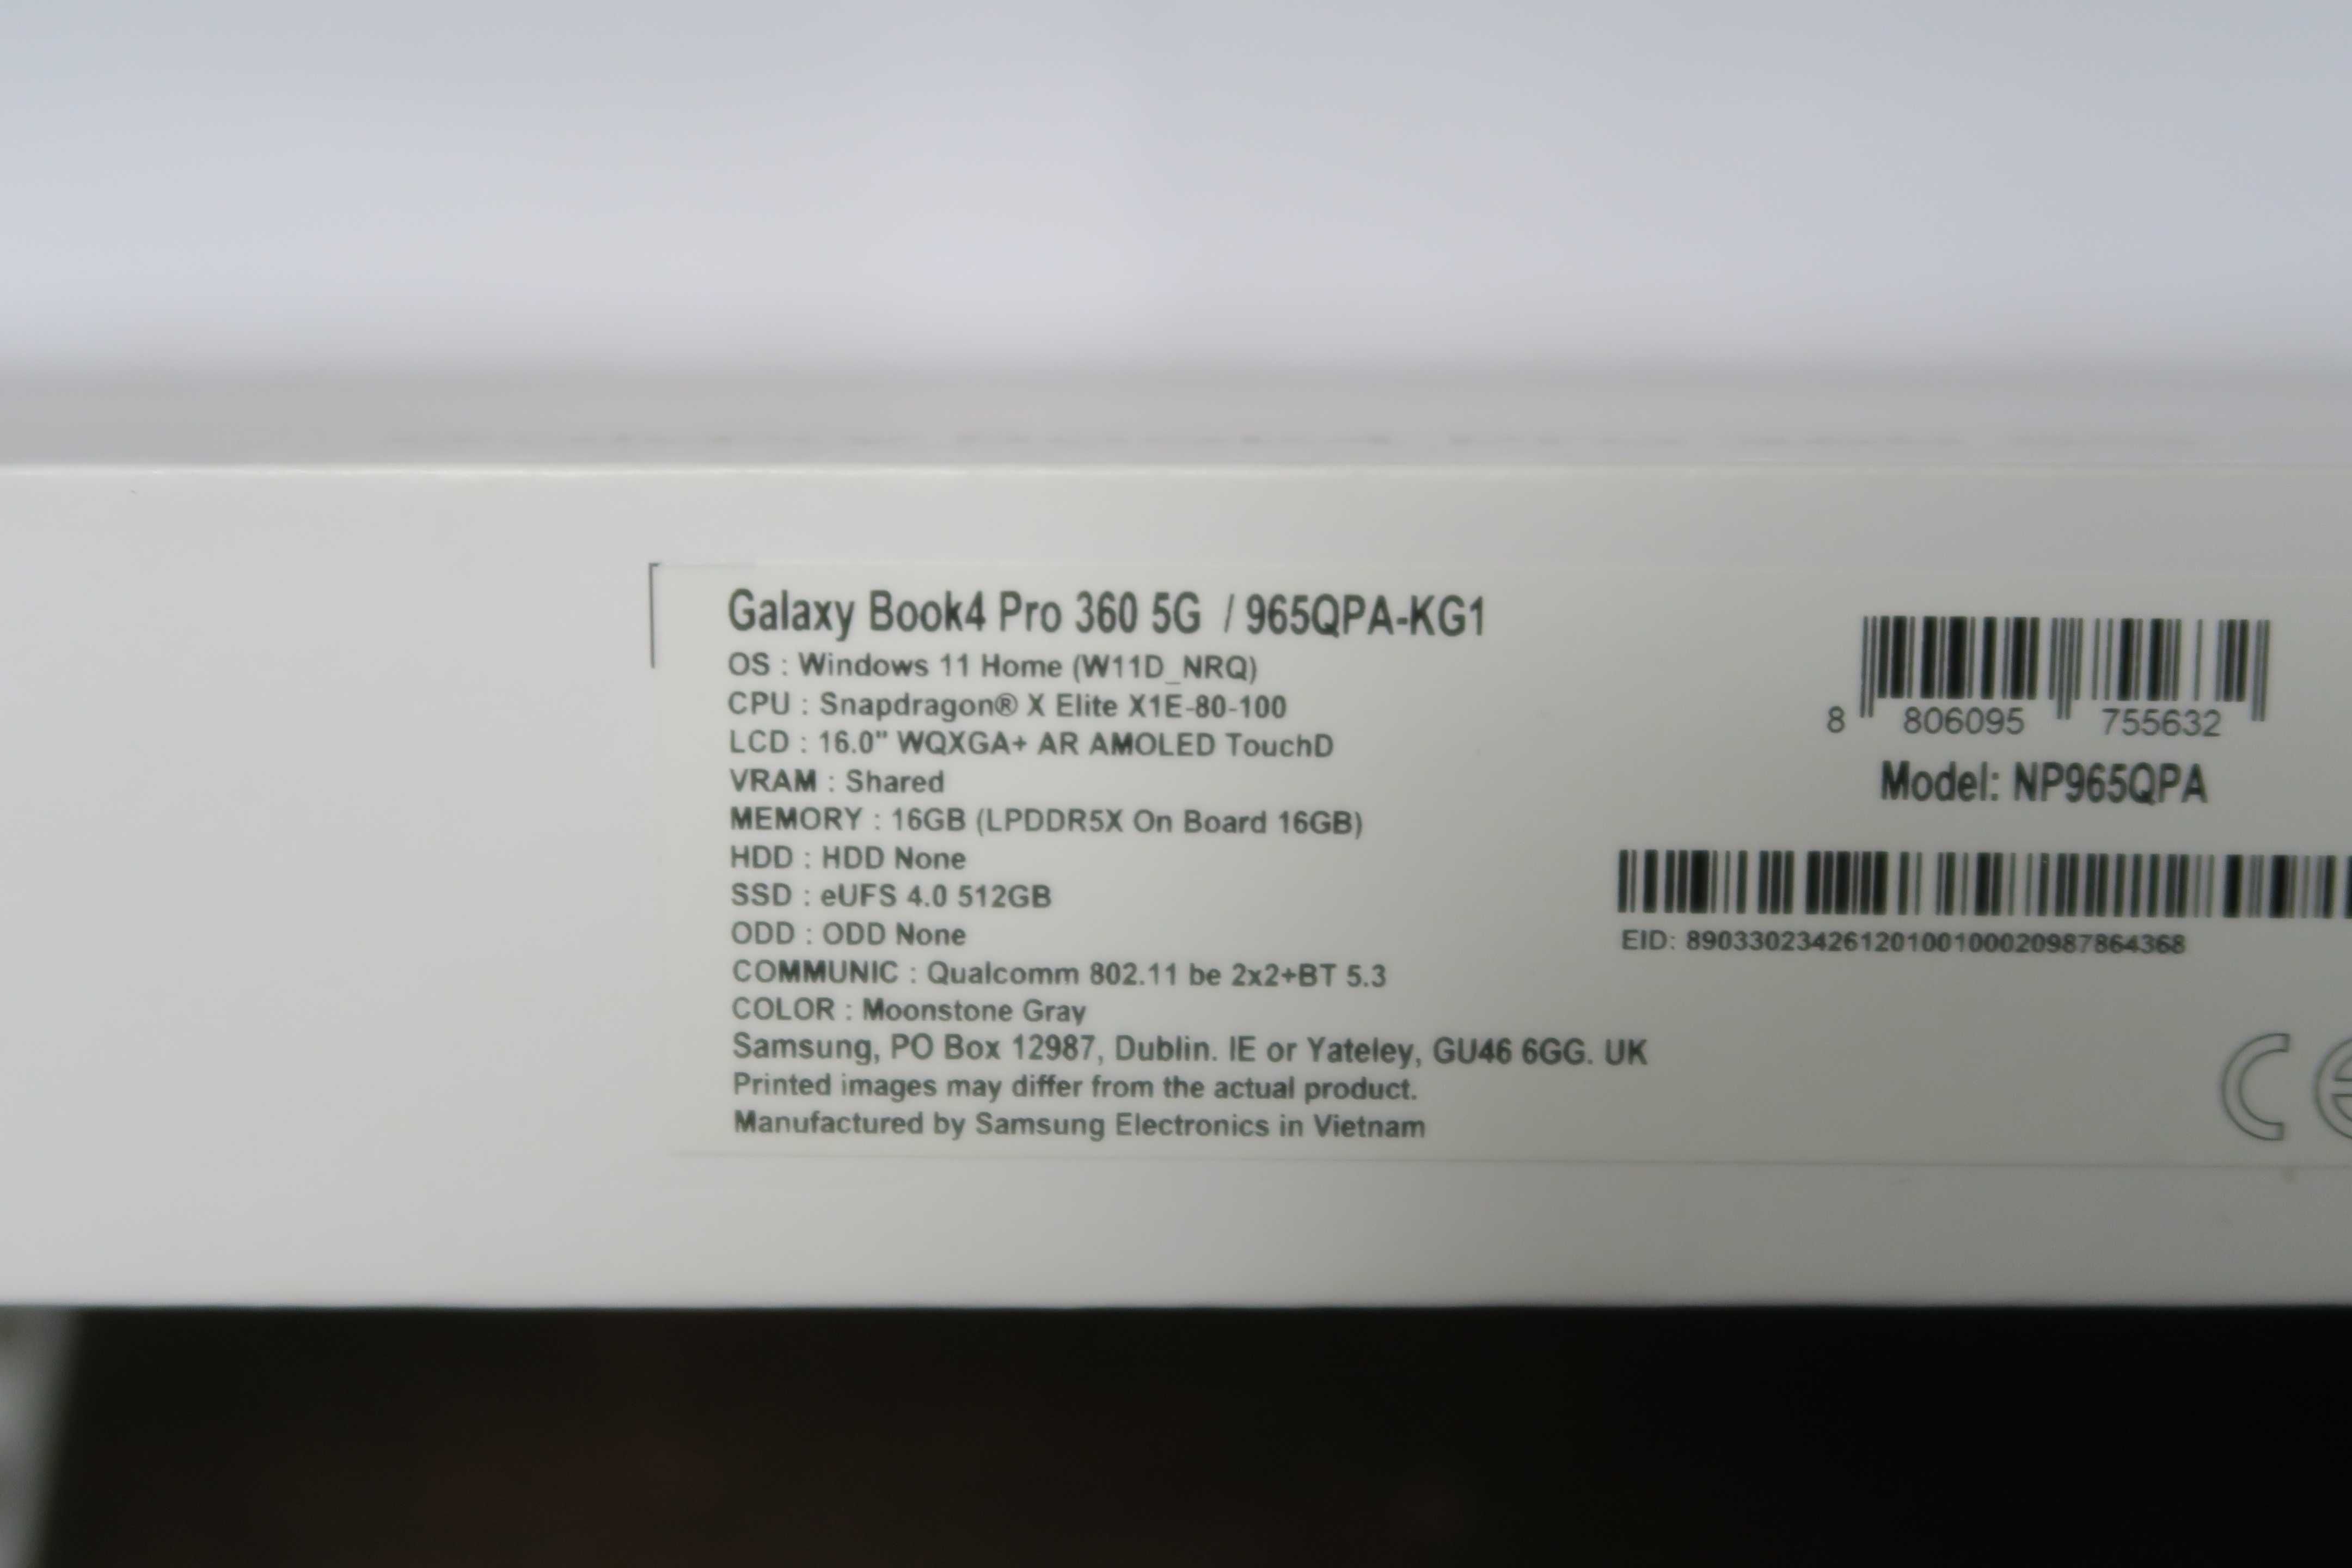 Galaxy Book4 Pro 360 5G / 965QPA-KG1
OS : Windows 11 Home (W11D_NRQ)
CPU : Snapdragon® X Elite X1E-80-100
LCD : 16.0" WQXGA+ AR AMOLED TouchD
VRAM : Shared
MEMORY : 16GB (LPDDR5X On Board 16GB)
HDD : HDD None
SSD : eUFS 4.0 512GB
ODD : ODD None
COMMUNIC : Qualcomm 802.11 be 2x2+BT 5.3
COLOR : Moonstone Gray
Samsung, PO Box 12987, Dublin. IE or Yateley, GU46 6GG. UK
Printed images may differ from the actual product.
Manufactured by Samsung Electronics in Vietnam
8 806095 755632
Model: NP965QPA
EID: 89033023426120100100020987864368
CE